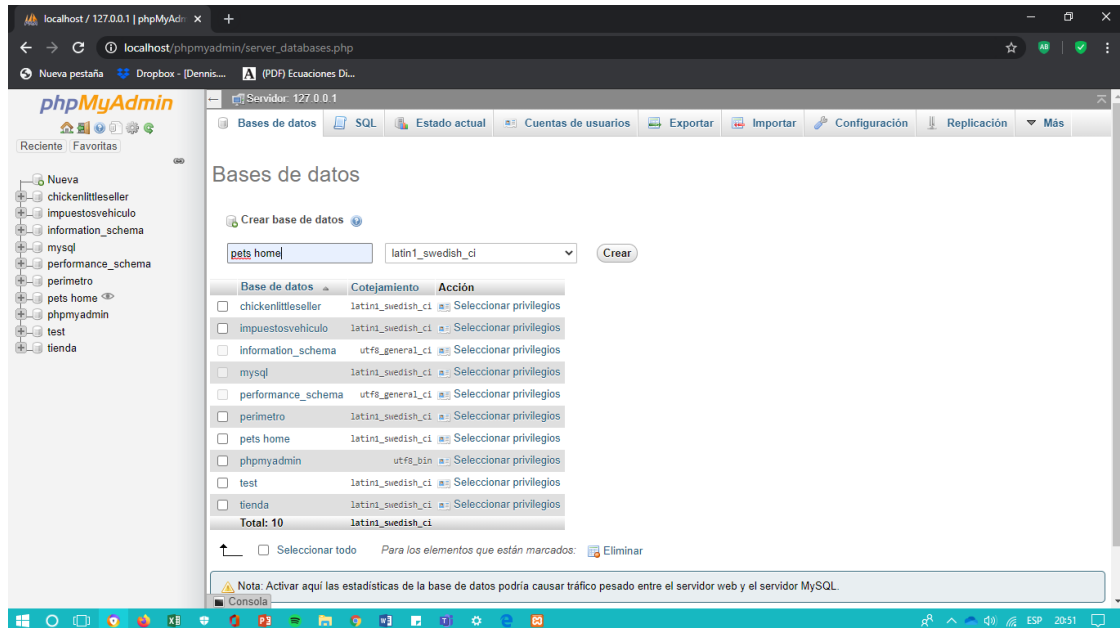 localhost / 127.0.0.1 | phpMyAdm
localhost/phpmyadmin/server_databases.php
AB
Nueva pestaña Dropbox - [Dennis.... A (PDF) Ecuaciones Di...
phpMyAdmin
Reciente Favoritas
Nueva
chickenlittleseller
impuestosvehiculo
information_schema
mysql
performance_schema
perimetro
pets home
phpmyadmin
test
tienda
Servidor: 127.0.0.1
Bases de datos SQL Estado actual Cuentas de usuarios Exportar Importar Configuración Replicación Más
Bases de datos
Crear base de datos
pets home latin1_swedish_ci Crear
Base de datos Cotejamiento Acción
chickenlittleseller latin1_swedish_ci Seleccionar privilegios
impuestosvehiculo latin1_swedish_ci Seleccionar privilegios
information_schema utf8_general_ci Seleccionar privilegios
mysql latin1_swedish_ci Seleccionar privilegios
performance_schema utf8_general_ci Seleccionar privilegios
perimetro latin1_swedish_ci Seleccionar privilegios
pets home latin1_swedish_ci Seleccionar privilegios
phpmyadmin utf8_bin Seleccionar privilegios
test latin1_swedish_ci Seleccionar privilegios
tienda latin1_swedish_ci Seleccionar privilegios
Total: 10 latin1_swedish_ci
Seleccionar todo Para los elementos que están marcados: Eliminar
Nota: Activar aquí las estadísticas de la base de datos podría causar tráfico pesado entre el servidor web y el servidor MySQL.
Consola
ESP 20:51